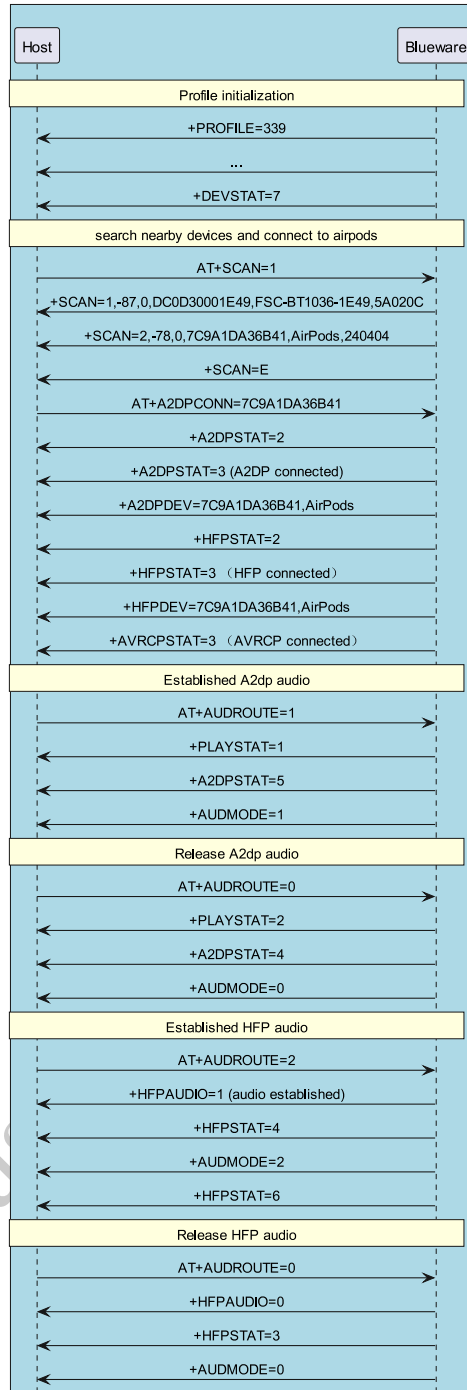 Host
Blueware
Profile initialization
+PROFILE=339
...
+DEVSTAT=7
search nearby devices and connect to airpods
AT+SCAN=1
+SCAN=1,-87,0,DC0D30001E49,FSC-BT1036-1E49,5A020C
+SCAN=2,-78,0,7C9A1DA36B41,AirPods,240404
+SCAN=E
AT+A2DPCONN=7C9A1DA36B41
+A2DPSTAT=2
+A2DPSTAT=3 (A2DP connected)
+A2DPDEV=7C9A1DA36B41,AirPods
+HFPSTAT=2
+HFPSTAT=3 （HFP connected）
+HFPDEV=7C9A1DA36B41,AirPods
+AVRCPSTAT=3 （AVRCP connected）
Established A2dp audio
AT+AUDROUTE=1
+PLAYSTAT=1
+A2DPSTAT=5
+AUDMODE=1
Release A2dp audio
AT+AUDROUTE=0
+PLAYSTAT=2
+A2DPSTAT=4
+AUDMODE=0
Established HFP audio
AT+AUDROUTE=2
+HFPAUDIO=1 (audio established)
+HFPSTAT=4
+AUDMODE=2
+HFPSTAT=6
Release HFP audio
AT+AUDROUTE=0
+HFPAUDIO=0
+HFPSTAT=3
+AUDMODE=0